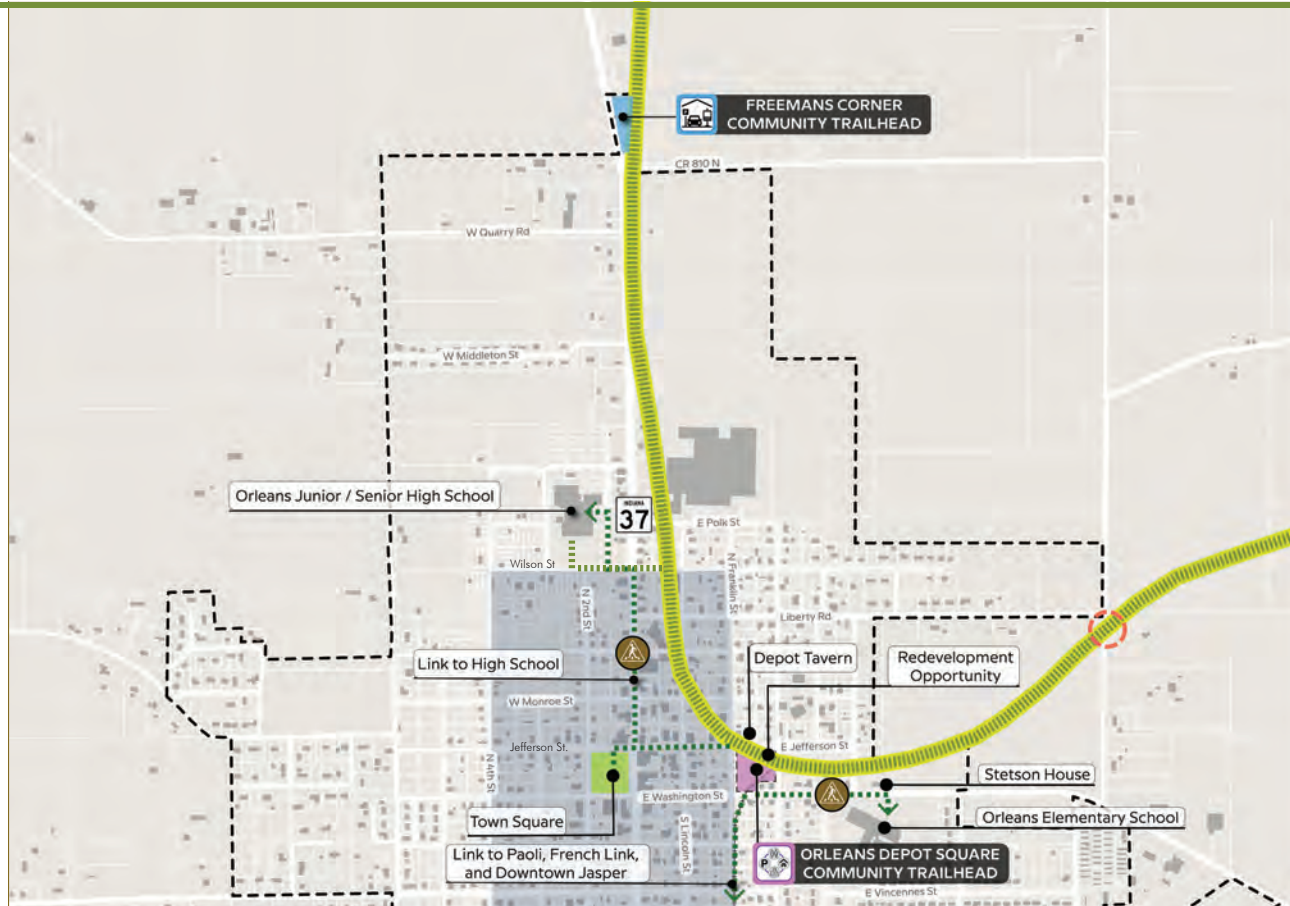 FREEMANS CORNER
COMMUNITY TRAILHEAD
CR 810 N
W Quarry Rd
W Middleton St
Orleans Junior / Senior High School
INDIANA
37
E Polk St
Wilson St
N 2nd St
N Franklin St
Liberty Rd
Link to High School
Depot Tavern
Redevelopment
Opportunity
W Monroe St
Jefferson St.
E Jefferson St
N 4th St
Stetson House
E Washington St
Town Square
Orleans Elementary School
S Lincoln St
Link to Paoli, French Link,
and Downtown Jasper
P
N
ORLEANS DEPOT SQUARE
COMMUNITY TRAILHEAD
E Vincennes St